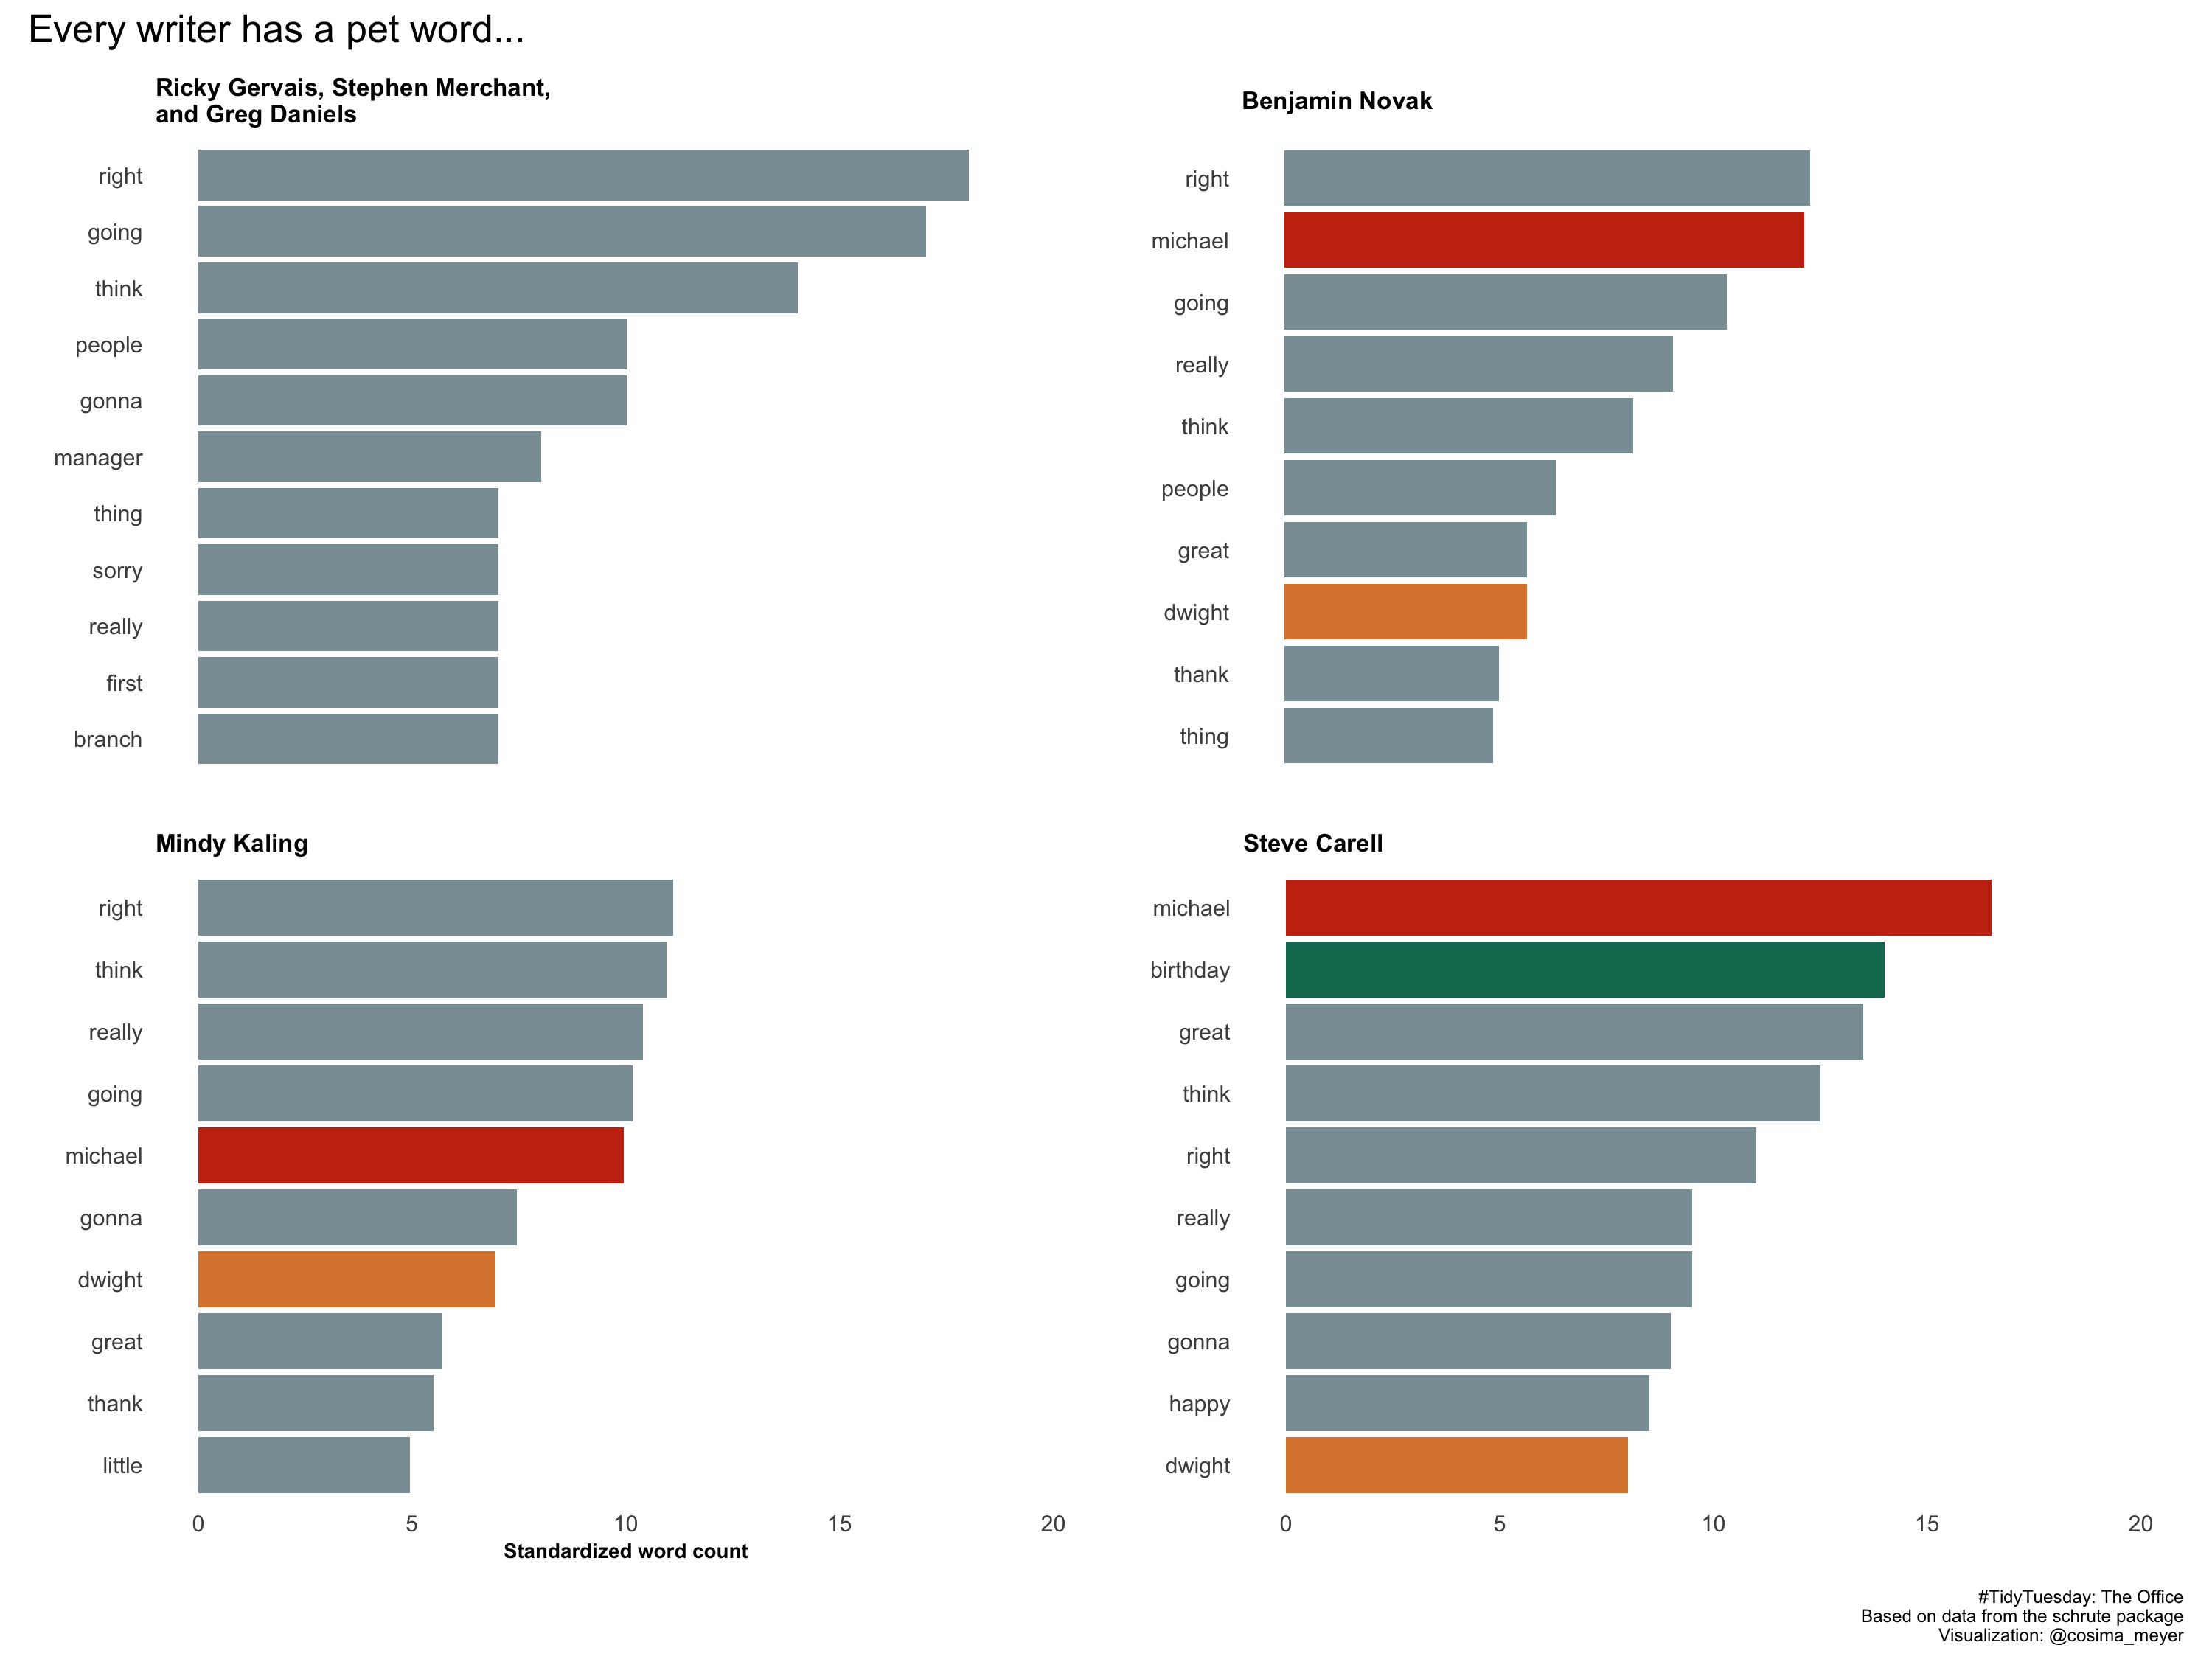 Every writer has a pet word...
Ricky Gervais, Stephen Merchant,
and Greg Daniels
right
going
think
people
gonna
manager
thing
sorry
really
first
branch
Benjamin Novak
right
michael
going
really
think
people
great
dwight
thank
thing
Mindy Kaling
right
think
really
going
michael
gonna
dwight
great
thank
little
0 5 10 15 20
Standardized word count
Steve Carell
michael
birthday
great
think
right
really
going
gonna
happy
dwight
0 5 10 15 20
#TidyTuesday: The Office
Based on data from the schrute package
Visualization: @cosima_meyer